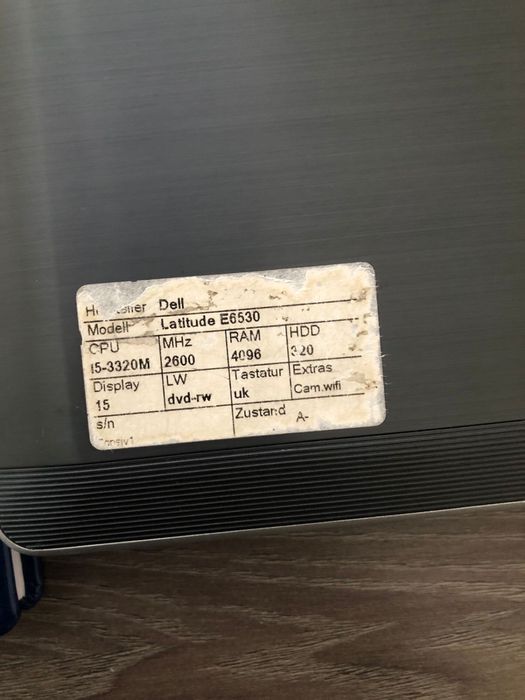 Hersteller Dell
Modell Latitude E6530
CPU MHz RAM HDD
i5-3320M 2600 4096 320
Display LW Tastatur Extras
15 dvd-rw uk Cam.wifi
s/n Zustand A-